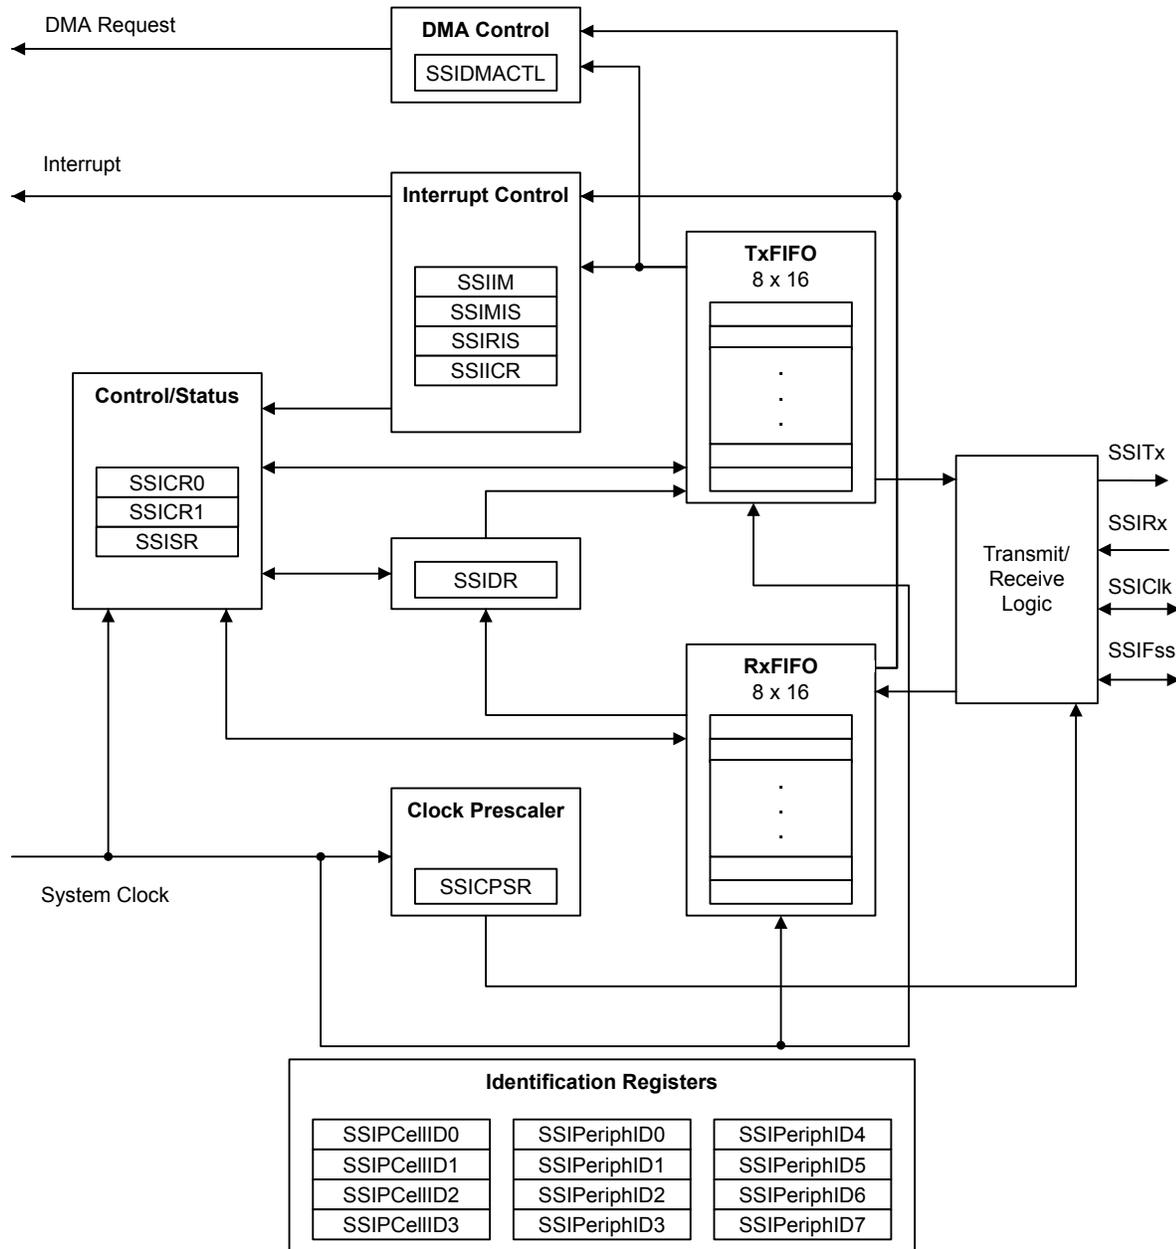 DMA Request
DMA Control
SSIDMACTL
Interrupt
Interrupt Control
SSIIM
SSIMIS
SSIRIS
SSIICR
TxFIFO
8 x 16
.
.
.
Control/Status
SSICR0
SSICR1
SSISR
SSIDR
Transmit/
Receive
Logic
SSITx
SSIRx
SSIClk
SSIFss
RxFIFO
8 x 16
.
.
.
Clock Prescaler
SSICPSR
System Clock
Identification Registers
SSIPCellID0
SSIPCellID1
SSIPCellID2
SSIPCellID3
SSIPeriphID0
SSIPeriphID1
SSIPeriphID2
SSIPeriphID3
SSIPeriphID4
SSIPeriphID5
SSIPeriphID6
SSIPeriphID7